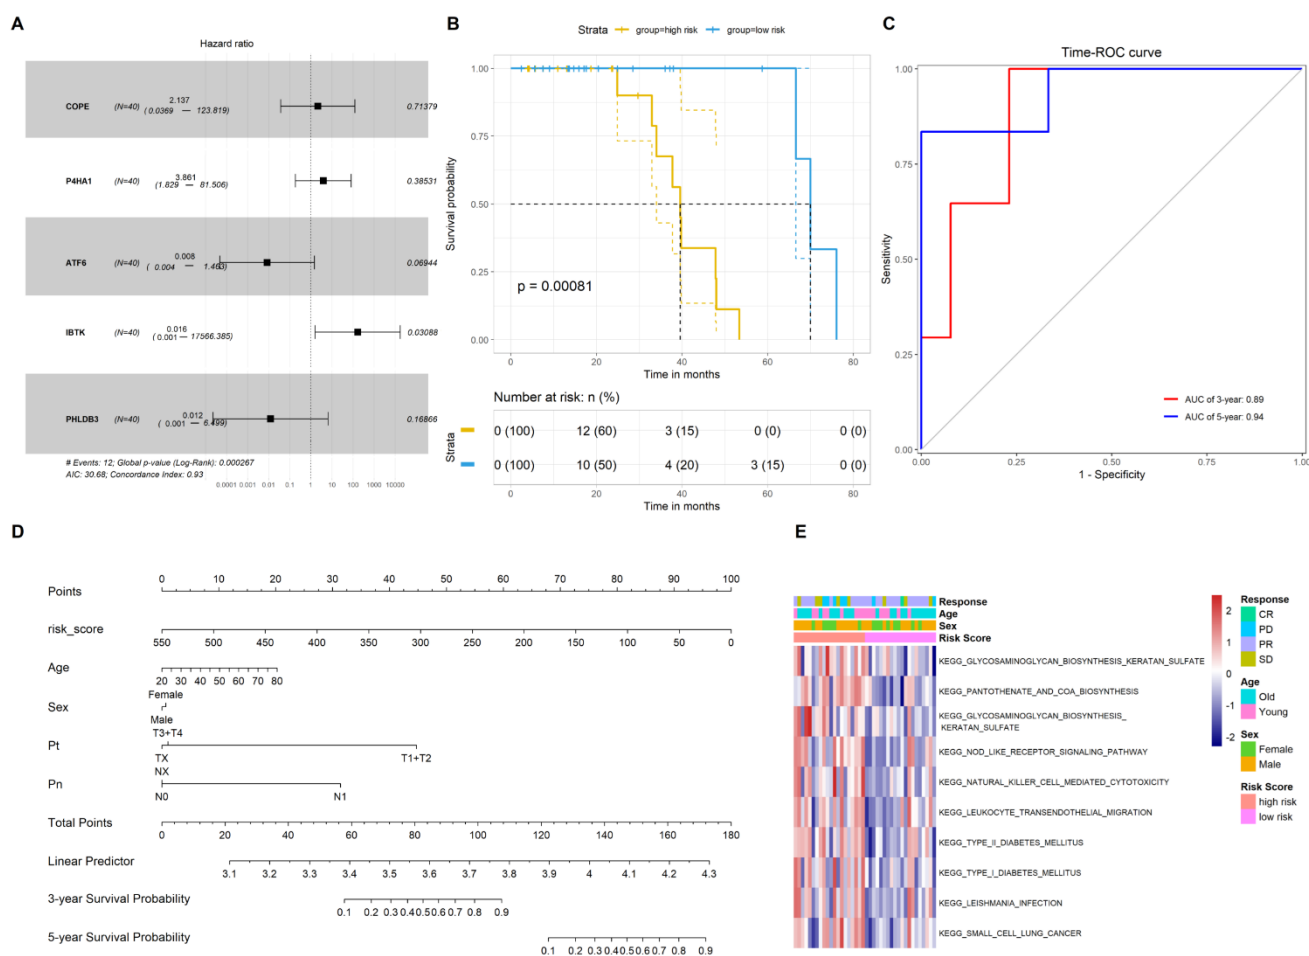 A
Hazard ratio
COPE (N=40) 2.137 0.71379
(0.0369 — 123.819)
P4HA1 (N=40) 3.861 0.38531
(1.829 — 81.506)
ATF6 (N=40) 0.008 0.06944
( 0.004 — 1.463)
IBTK (N=40) 0.016 0.03088
(0.001 — 17566.385)
PHLDB3 (N=40) 0.012 0.16866
( 0.001 — 6.499)
# Events: 12; Global p-value (Log-Rank): 0.000267
AIC: 30.68; Concordance Index: 0.93
0.0001 0.001 0.01 0.1 1 10 100 1000 10000
B
Strata group=high risk group=low risk
Survival probability
1.00
0.75
0.50
0.25
0.00
p = 0.00081
0 20 40 60 80
Time in months
Number at risk: n (%)
Strata
0 (100) 12 (60) 3 (15) 0 (0) 0 (0)
0 (100) 10 (50) 4 (20) 3 (15) 0 (0)
0 20 40 60 80
Time in months
C
Time-ROC curve
Sensitivity
1.00
0.75
0.50
0.25
0.00
AUC of 3-year: 0.89
AUC of 5-year: 0.94
0.00 0.25 0.50 0.75 1.00
1 - Specificity
D
Points
0 10 20 30 40 50 60 70 80 90 100
risk_score
550 450 400 350 300 250 200 150 100 50 0
Age
20 30 40 50 60 70 80
Female
Sex
Male
T3+T4
Pt
TX T1+T2
NX
Pn
N0 N1
Total Points
0 20 40 60 80 100 120 140 160 180
Linear Predictor
3.1 3.2 3.3 3.4 3.5 3.6 3.7 3.8 3.9 4 4.1 4.2 4.3
3-year Survival Probability
0.1 0.2 0.3 0.4 0.5 0.6 0.7 0.8 0.9
5-year Survival Probability
0.1 0.2 0.3 0.4 0.5 0.6 0.7 0.8 0.9
E
Response
Age
Sex
Risk Score
KEGG_GLYCOSAMINOGLYCAN_BIOSYNTHESIS_KERATAN_SULFATE
KEGG_PANTOTHENATE_AND_COA_BIOSYNTHESIS
KEGG_GLYCOSAMINOGLYCAN_BIOSYNTHESIS_
KERATAN_SULFATE
KEGG_NOD_LIKE_RECEPTOR_SIGNALING_PATHWAY
KEGG_NATURAL_KILLER_CELL_MEDIATED_CYTOTOXICITY
KEGG_LEUKOCYTE_TRANSENDOTHELIAL_MIGRATION
KEGG_TYPE_II_DIABETES_MELLITUS
KEGG_TYPE_I_DIABETES_MELLITUS
KEGG_LEISHMANIA_INFECTION
KEGG_SMALL_CELL_LUNG_CANCER
2
1
0
-1
-2
Response
CR
PD
PR
SD
Age
Old
Young
Sex
Female
Male
Risk Score
high risk
low risk